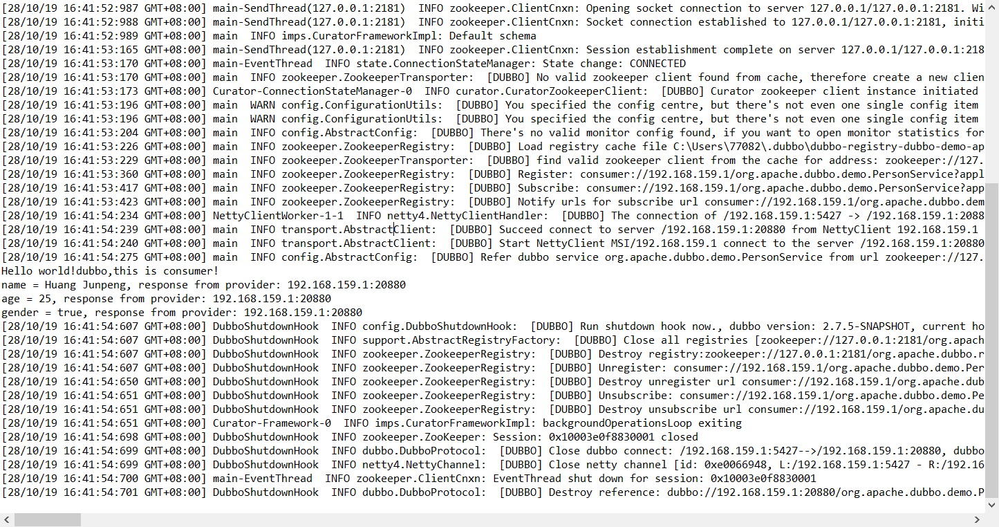 [28/10/19 16:41:52:987 GMT+08:00] main-SendThread(127.0.0.1:2181)  INFO zookeeper.ClientCnxn: Opening socket connection to server 127.0.0.1/127.0.0.1:2181. Wi
[28/10/19 16:41:52:988 GMT+08:00] main-SendThread(127.0.0.1:2181)  INFO zookeeper.ClientCnxn: Socket connection established to 127.0.0.1/127.0.0.1:2181, initi
[28/10/19 16:41:52:989 GMT+08:00] main  INFO imps.CuratorFrameworkImpl: Default schema
[28/10/19 16:41:53:165 GMT+08:00] main-SendThread(127.0.0.1:2181)  INFO zookeeper.ClientCnxn: Session establishment complete on server 127.0.0.1/127.0.0.1:218
[28/10/19 16:41:53:170 GMT+08:00] main-EventThread  INFO state.ConnectionStateManager: State change: CONNECTED
[28/10/19 16:41:53:170 GMT+08:00] main  INFO zookeeper.ZookeeperTransporter:  [DUBBO] No valid zookeeper client found from cache, therefore create a new clien
[28/10/19 16:41:53:173 GMT+08:00] Curator-ConnectionStateManager-0  INFO curator.CuratorZookeeperClient:  [DUBBO] Curator zookeeper client instance initiated
[28/10/19 16:41:53:196 GMT+08:00] main  WARN config.ConfigurationUtils:  [DUBBO] You specified the config centre, but there's not even one single config item
[28/10/19 16:41:53:196 GMT+08:00] main  WARN config.ConfigurationUtils:  [DUBBO] You specified the config centre, but there's not even one single config item
[28/10/19 16:41:53:204 GMT+08:00] main  INFO config.AbstractConfig:  [DUBBO] There's no valid monitor config found, if you want to open monitor statistics for
[28/10/19 16:41:53:226 GMT+08:00] main  INFO zookeeper.ZookeeperRegistry:  [DUBBO] Load registry cache file C:\Users\77082\.dubbo\dubbo-registry-dubbo-demo-ap
[28/10/19 16:41:53:229 GMT+08:00] main  INFO zookeeper.ZookeeperTransporter:  [DUBBO] find valid zookeeper client from the cache for address: zookeeper://127.
[28/10/19 16:41:53:360 GMT+08:00] main  INFO zookeeper.ZookeeperRegistry:  [DUBBO] Register: consumer://192.168.159.1/org.apache.dubbo.demo.PersonService?appl
[28/10/19 16:41:53:417 GMT+08:00] main  INFO zookeeper.ZookeeperRegistry:  [DUBBO] Subscribe: consumer://192.168.159.1/org.apache.dubbo.demo.PersonService?app
[28/10/19 16:41:53:423 GMT+08:00] main  INFO zookeeper.ZookeeperRegistry:  [DUBBO] Notify urls for subscribe url consumer://192.168.159.1/org.apache.dubbo.dem
[28/10/19 16:41:54:234 GMT+08:00] NettyClientWorker-1-1  INFO netty4.NettyClientHandler:  [DUBBO] The connection of /192.168.159.1:5427 -> /192.168.159.1:2088
[28/10/19 16:41:54:239 GMT+08:00] main  INFO transport.AbstractClient:  [DUBBO] Succeed connect to server /192.168.159.1:20880 from NettyClient 192.168.159.1
[28/10/19 16:41:54:240 GMT+08:00] main  INFO transport.AbstractClient:  [DUBBO] Start NettyClient MSI/192.168.159.1 connect to the server /192.168.159.1:20880
[28/10/19 16:41:54:275 GMT+08:00] main  INFO config.AbstractConfig:  [DUBBO] Refer dubbo service org.apache.dubbo.demo.PersonService from url zookeeper://127.
Hello world!dubbo,this is consumer!
name = Huang Junpeng, response from provider: 192.168.159.1:20880
age = 25, response from provider: 192.168.159.1:20880
gender = true, response from provider: 192.168.159.1:20880
[28/10/19 16:41:54:607 GMT+08:00] DubboShutdownHook  INFO config.DubboShutdownHook:  [DUBBO] Run shutdown hook now., dubbo version: 2.7.5-SNAPSHOT, current ho
[28/10/19 16:41:54:607 GMT+08:00] DubboShutdownHook  INFO support.AbstractRegistryFactory:  [DUBBO] Close all registries [zookeeper://127.0.0.1:2181/org.apach
[28/10/19 16:41:54:607 GMT+08:00] DubboShutdownHook  INFO zookeeper.ZookeeperRegistry:  [DUBBO] Destroy registry:zookeeper://127.0.0.1:2181/org.apache.dubbo.r
[28/10/19 16:41:54:607 GMT+08:00] DubboShutdownHook  INFO zookeeper.ZookeeperRegistry:  [DUBBO] Unregister: consumer://192.168.159.1/org.apache.dubbo.demo.Per
[28/10/19 16:41:54:650 GMT+08:00] DubboShutdownHook  INFO zookeeper.ZookeeperRegistry:  [DUBBO] Destroy unregister url consumer://192.168.159.1/org.apache.dub
[28/10/19 16:41:54:651 GMT+08:00] DubboShutdownHook  INFO zookeeper.ZookeeperRegistry:  [DUBBO] Unsubscribe: consumer://192.168.159.1/org.apache.dubbo.demo.Pe
[28/10/19 16:41:54:651 GMT+08:00] DubboShutdownHook  INFO zookeeper.ZookeeperRegistry:  [DUBBO] Destroy unsubscribe url consumer://192.168.159.1/org.apache.du
[28/10/19 16:41:54:651 GMT+08:00] Curator-Framework-0  INFO imps.CuratorFrameworkImpl: backgroundOperationsLoop exiting
[28/10/19 16:41:54:698 GMT+08:00] DubboShutdownHook  INFO zookeeper.ZooKeeper: Session: 0x10003e0f8830001 closed
[28/10/19 16:41:54:699 GMT+08:00] DubboShutdownHook  INFO dubbo.DubboProtocol:  [DUBBO] Close dubbo connect: /192.168.159.1:5427-->/192.168.159.1:20880, dubbo
[28/10/19 16:41:54:699 GMT+08:00] DubboShutdownHook  INFO netty4.NettyChannel:  [DUBBO] Close netty channel [id: 0xe0066948, L:/192.168.159.1:5427 - R:/192.16
[28/10/19 16:41:54:700 GMT+08:00] main-EventThread  INFO zookeeper.ClientCnxn: EventThread shut down for session: 0x10003e0f8830001
[28/10/19 16:41:54:701 GMT+08:00] DubboShutdownHook  INFO dubbo.DubboProtocol:  [DUBBO] Destroy reference: dubbo://192.168.159.1:20880/org.apache.dubbo.demo.P